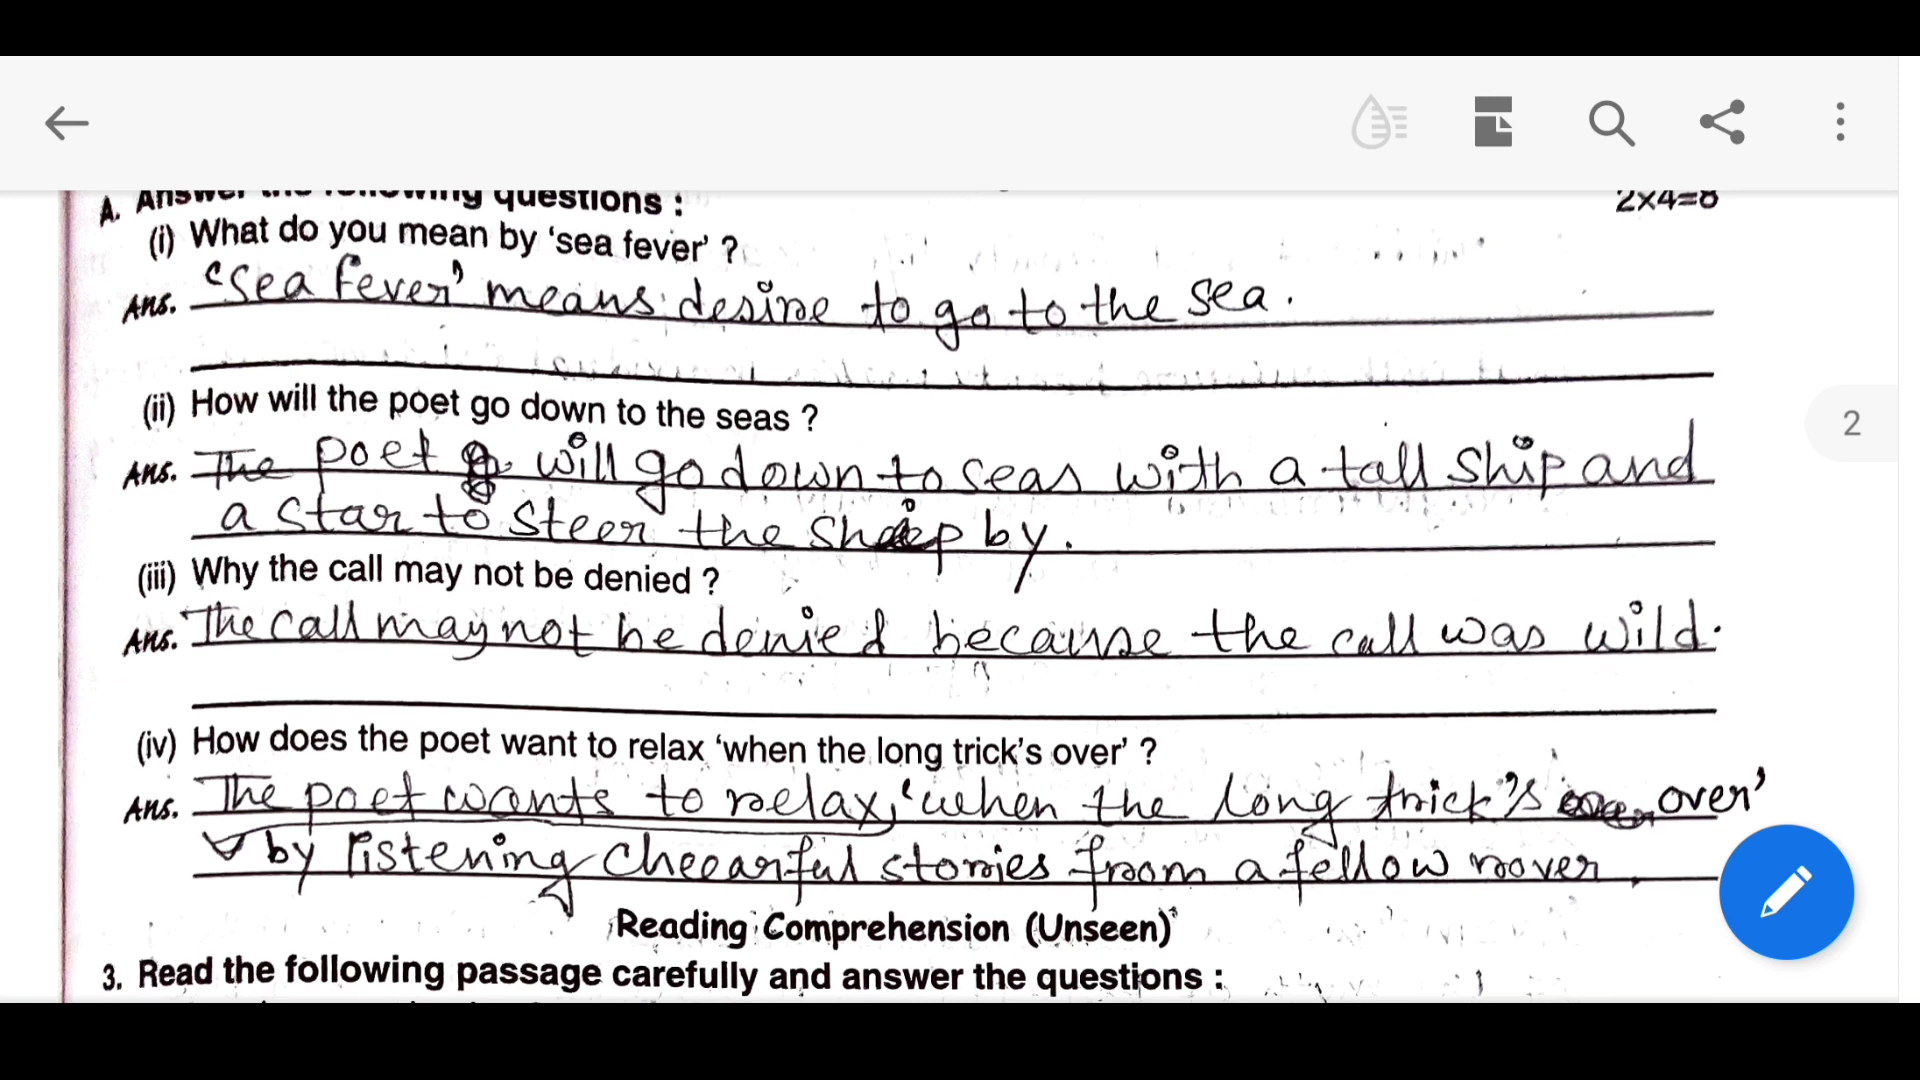 A. Answer the following questions :
2x4=8
(i) What do you mean by ‘sea fever’ ?
Ans. ‘Sea fever’ means desire to go to the sea.
(ii) How will the poet go down to the seas ?
Ans. The poet will go down to seas with a tall ship and
a star to steer the ship by.
2
(iii) Why the call may not be denied ?
Ans. The call may not be denied because the call was wild.
(iv) How does the poet want to relax ‘when the long trick's over’ ?
Ans. The poet wants to relax, ‘when the long trick's over’
by listening cheearful stories from a fellow rover.
Reading Comprehension (Unseen)
3. Read the following passage carefully and answer the questions :